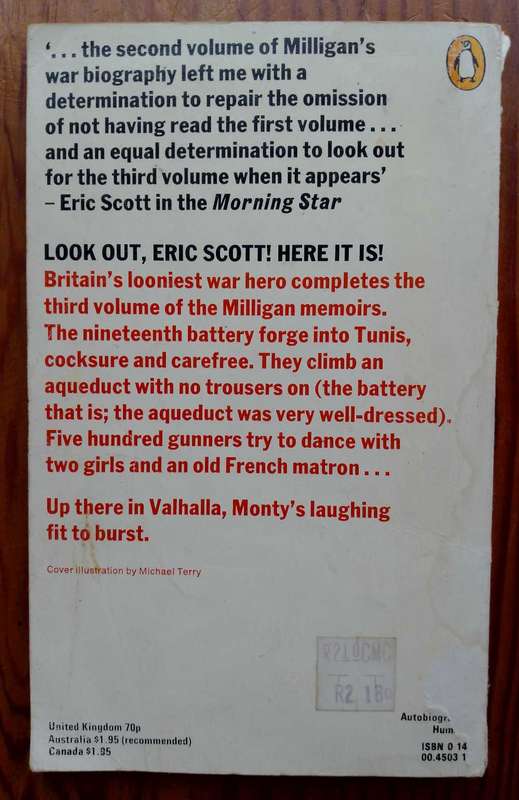 ‘. . . the second volume of Milligan’s
war biography left me with a
determination to repair the omission
of not having read the first volume . . .
and an equal determination to look out
for the third volume when it appears’
– Eric Scott in the Morning Star
LOOK OUT, ERIC SCOTT! HERE IT IS!
Britain’s looniest war hero completes the
third volume of the Milligan memoirs.
The nineteenth battery forge into Tunis,
cocksure and carefree. They climb an
aqueduct with no trousers on (the battery
that is; the aqueduct was very well-dressed).
Five hundred gunners try to dance with
two girls and an old French matron . . .
Up there in Valhalla, Monty’s laughing
fit to burst.
Cover illustration by Michael Terry
United Kingdom 70p
Australia $1.95 (recommended)
Canada $1.95
Autobiogr
Hum
ISBN 0 14
00.4503 1